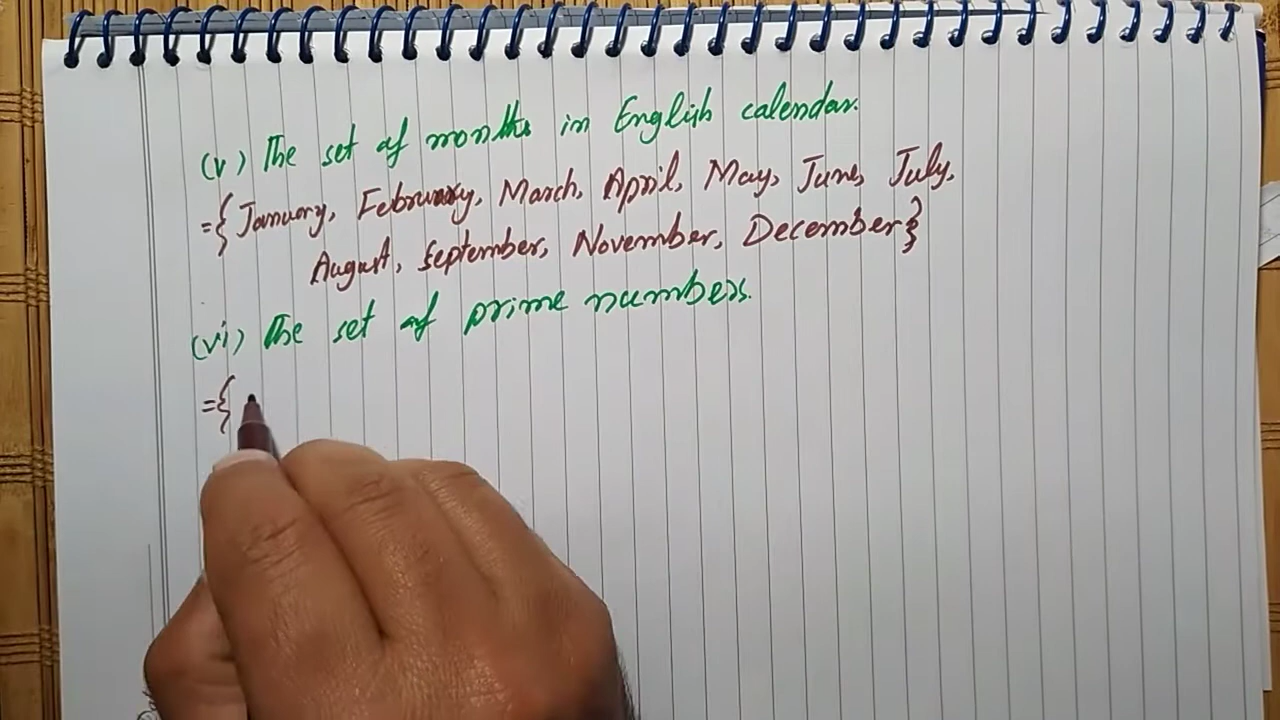 (v) The set of months in English calendar.
={January, February, March, April, May, June, July,
August, September, November, December}
(vi) The set of prime numbers.
={